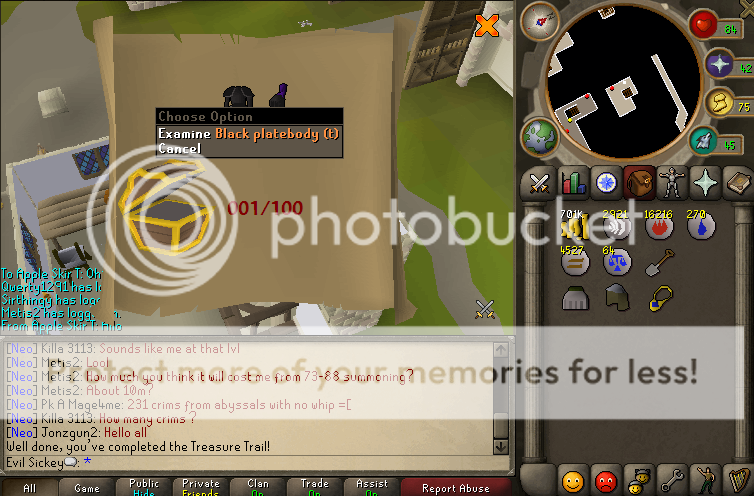 84
42
75
45
Choose Option
Examine Black platebody (t)
Cancel
001/100
photobucket
Protect more of your memories for less!
701K 2921 16216 270
4527 64
To Apple Skir T: Oh
Qwerty1291 has l
Sirthingy has logg
Metis2 has logg
From Apple Skir T:
[Neo] Killa 3113: Sounds like me at that lvl
[Neo] Metis2: Look
[Neo] Metis2: How much you think it will cost me from 73-88 summoning?
[Neo] Metis2: About 10m?
[Neo] Pk A Mage4me: 231 crims from abyssals with no whip =[
[Neo] Killa 3113: How many crims ?
[Neo] Jonzgun2: Hello all
Well done, you've completed the Treasure Trail!
Evil Sickey: *
All Game Public Hide Private Friends Clan On Trade On Assist On Report Abuse